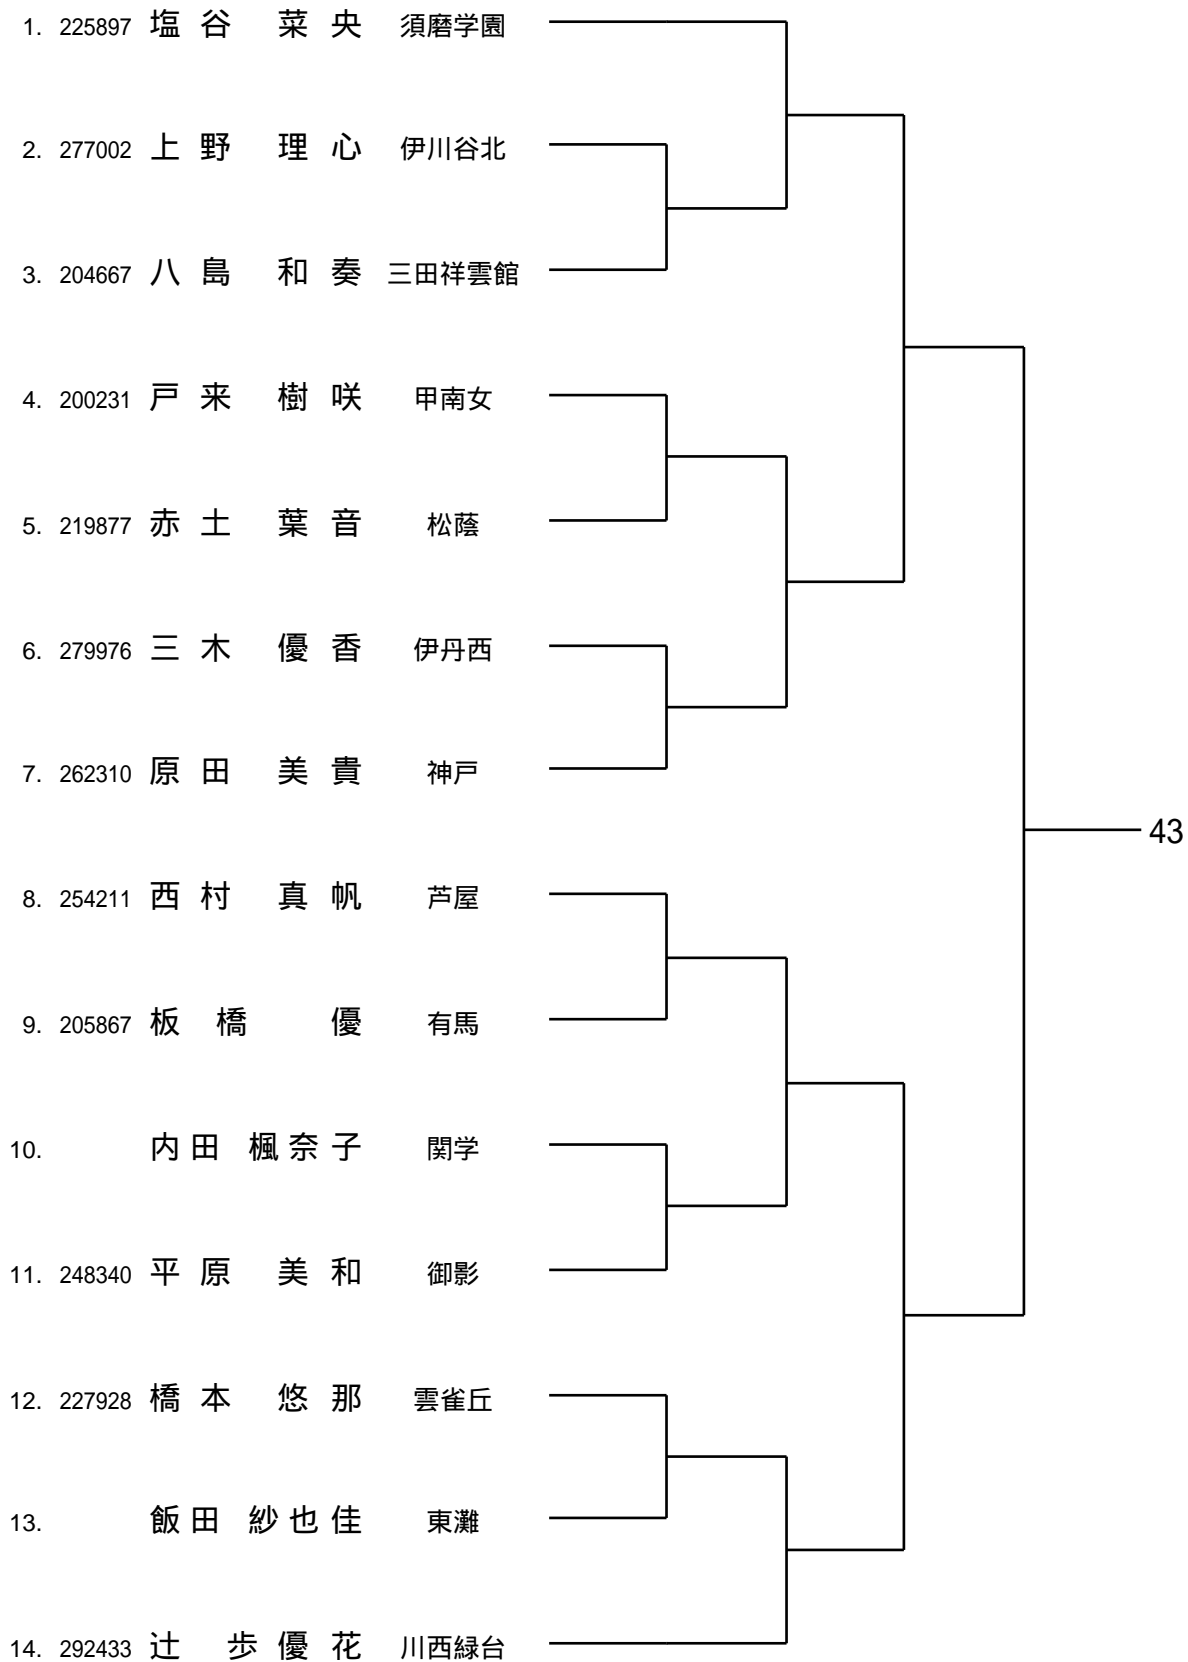 1. 225897 塩谷 菜央 須磨学園
2. 277002 上野 理心 伊川谷北
3. 204667 八島 和奏 三田祥雲館
4. 200231 戸来 樹咲 甲南女
5. 219877 赤土 葉音 松蔭
6. 279976 三木 優香 伊丹西
7. 262310 原田 美貴 神戸
43
8. 254211 西村 真帆 芦屋
9. 205867 板橋 優 有馬
10. 内田 楓奈子 関学
11. 248340 平原 美和 御影
12. 227928 橋本 悠那 雲雀丘
13. 飯田 紗也佳 東灘
14. 292433 辻 歩優花 川西緑台